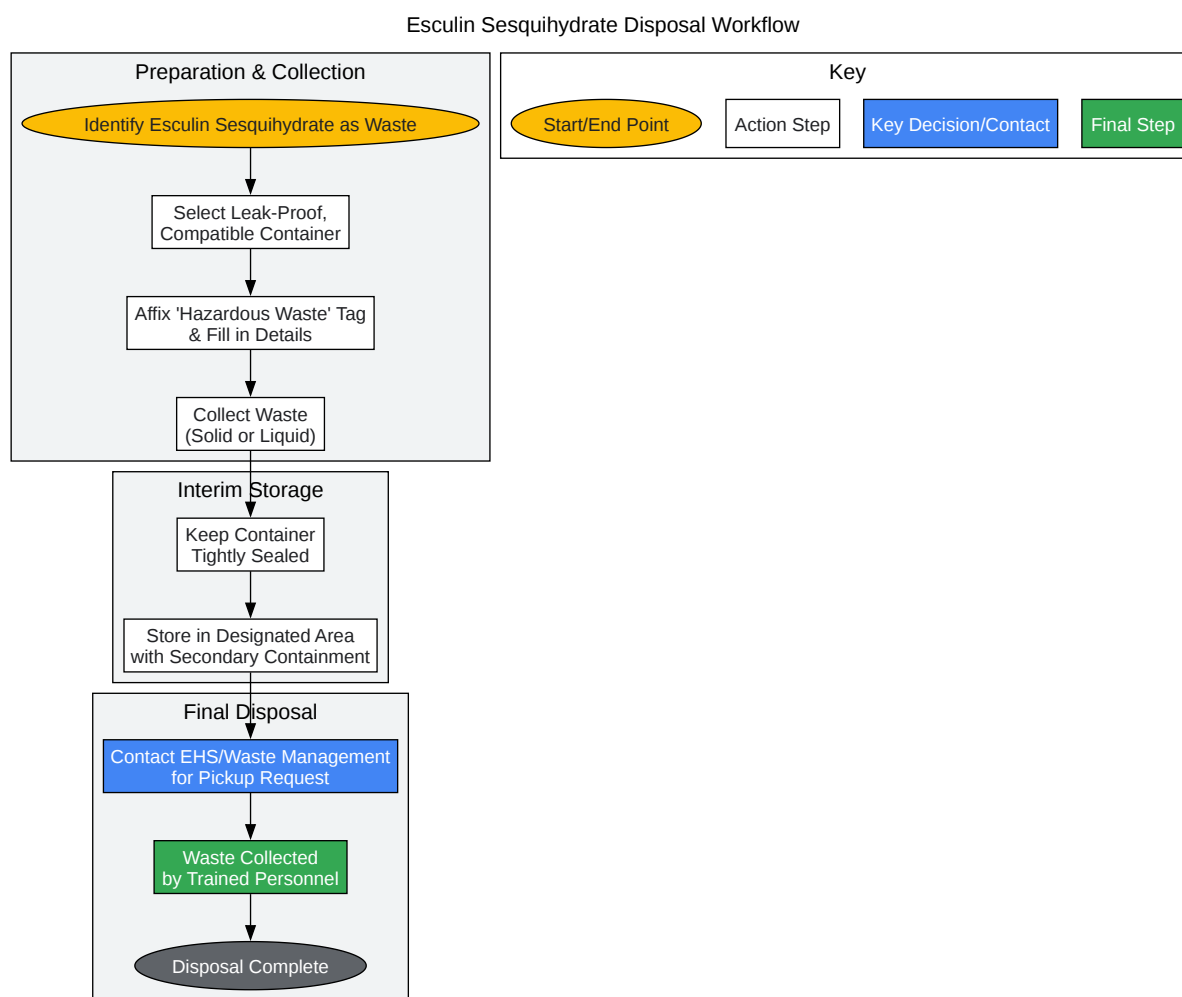 Esculin Sesquihydrate Disposal Workflow
Preparation & Collection
Identify Esculin Sesquihydrate as Waste
Select Leak-Proof,
Compatible Container
Affix 'Hazardous Waste' Tag
& Fill in Details
Collect Waste
(Solid or Liquid)
Interim Storage
Keep Container
Tightly Sealed
Store in Designated Area
with Secondary Containment
Final Disposal
Contact EHS/Waste Management
for Pickup Request
Waste Collected
by Trained Personnel
Disposal Complete
Key
Start/End Point
Action Step
Key Decision/Contact
Final Step